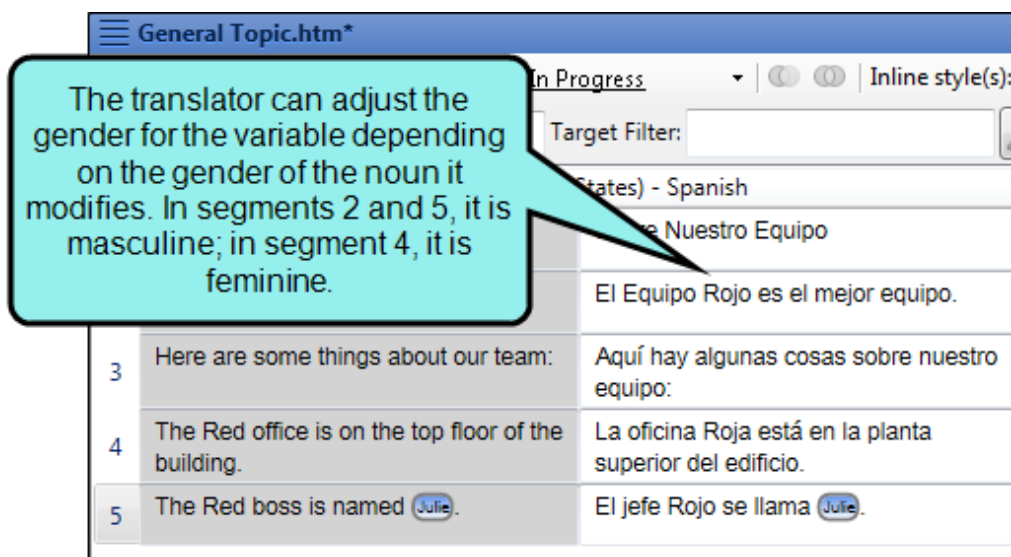 General Topic.htm*
In Progress
Inline style(s):
The translator can adjust the
gender for the variable depending
on the gender of the noun it
modifies. In segments 2 and 5, it is
masculine; in segment 4, it is
feminine.
Target Filter:
States) - Spanish
Nuestro Equipo
El Equipo Rojo es el mejor equipo.
3
Here are some things about our team:
Aquí hay algunas cosas sobre nuestro
equipo:
4
The Red office is on the top floor of the
building.
La oficina Roja está en la planta
superior del edificio.
5
The Red boss is named Julie.
El jefe Rojo se llama Julie.